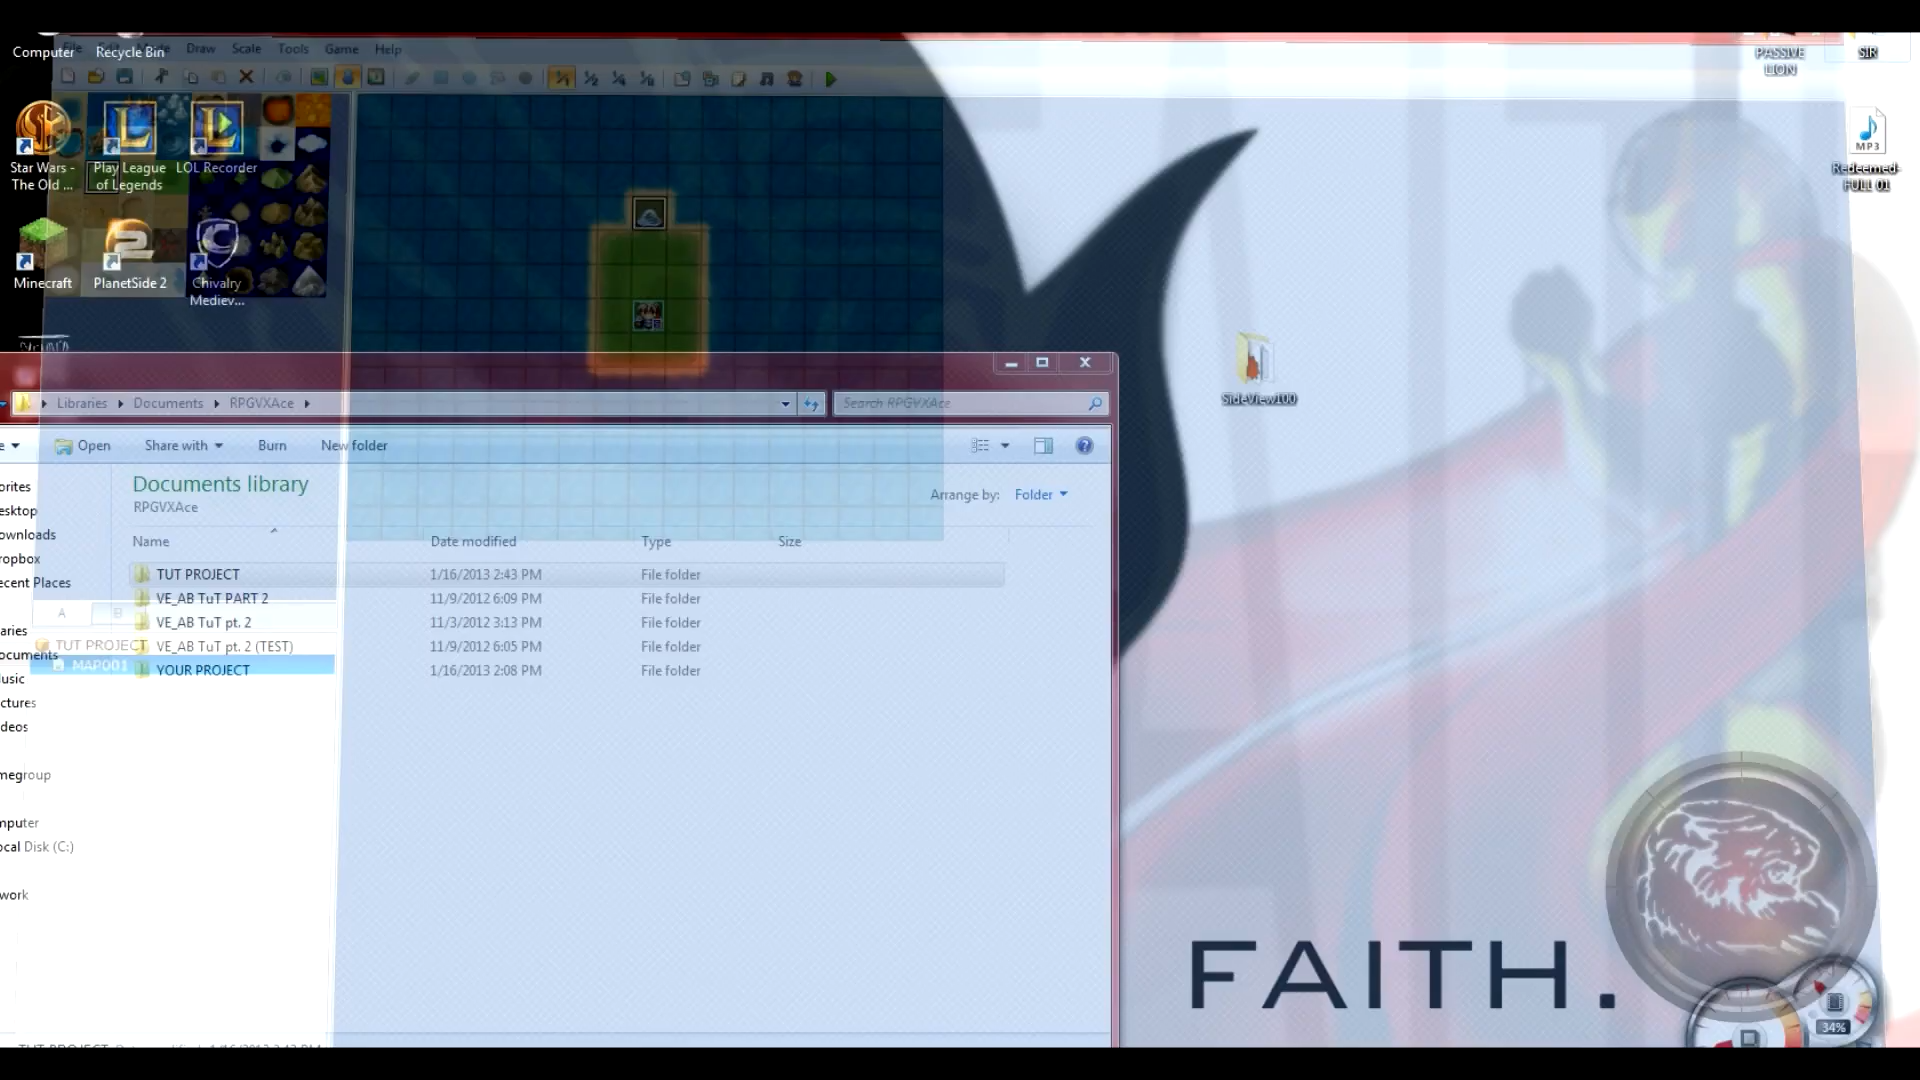 File Draw Scale Tools Game Help
Computer Recycle Bin
PASSIVE LION
SIR
Star Wars - The Old ...
Play League of Legends
LOL Recorder
MP3
Redeemed-FULL 01
Minecraft
PlanetSide 2
Chivalry Mediev...
SideView100
Libraries Documents RPGVXAce
Search RPGVXAce
Open Share with Burn New folder
Documents library
RPGVXAce
Arrange by: Folder
Name Date modified Type Size
TUT PROJECT 1/16/2013 2:43 PM File folder
VE_AB TuT PART 2 11/9/2012 6:09 PM File folder
VE_AB TuT pt. 2 11/3/2012 3:13 PM File folder
VE_AB TuT pt. 2 (TEST) 11/9/2012 6:05 PM File folder
YOUR PROJECT 1/16/2013 2:08 PM File folder
orites
esktop
ownloads
ropbox
ecent Places
A B
aries
TUT PROJECT
ocuments
MAP001
usic
ctures
deos
megroup
mputer
ocal Disk (C:)
work
FAITH.
34%